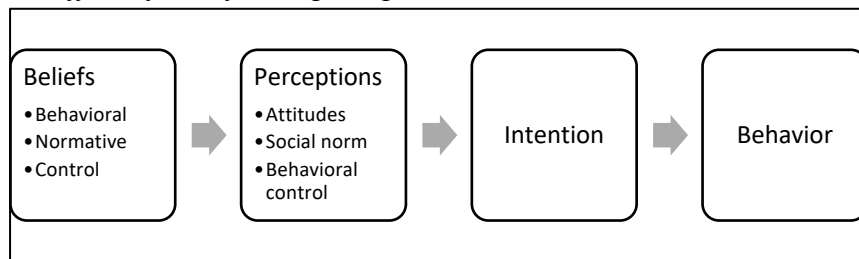 Beliefs
•Behavioral
•Normative
•Control
Perceptions
•Attitudes
•Social norm
•Behavioral
control
Intention
Behavior